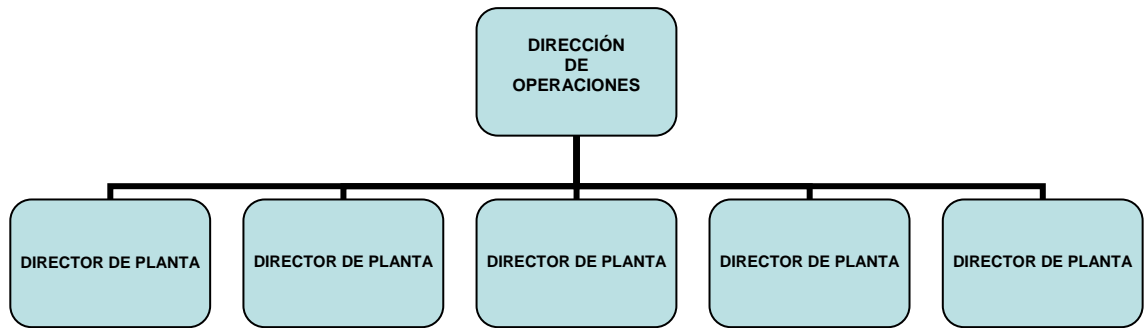 DIRECCIÓN
DE
OPERACIONES
DIRECTOR DE PLANTA
DIRECTOR DE PLANTA
DIRECTOR DE PLANTA
DIRECTOR DE PLANTA
DIRECTOR DE PLANTA